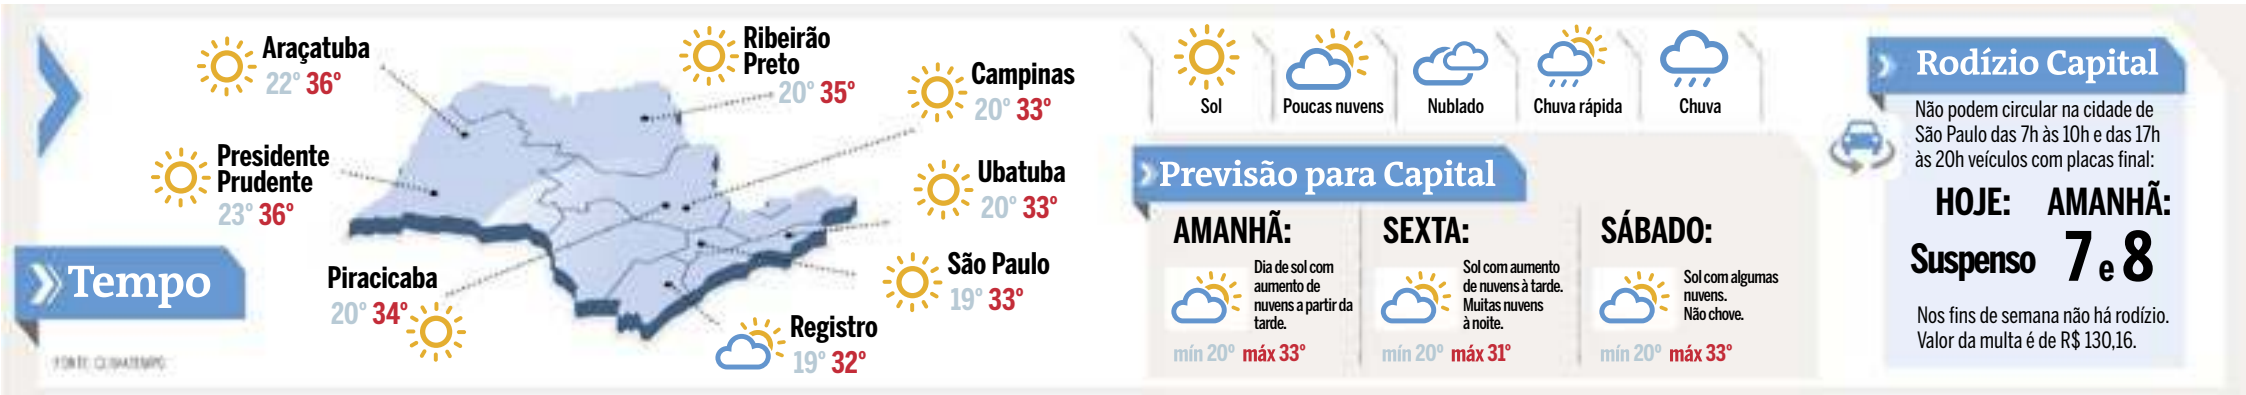 Tempo
FONTE: CLIMATEMPO
Araçatuba
22° 36°
Presidente
Prudente
23° 36°
Piracicaba
20° 34°
Ribeirão
Preto
20° 35°
Campinas
20° 33°
Ubatuba
20° 33°
São Paulo
19° 33°
Registro
19° 32°
Sol
Poucas nuvens
Nublado
Chuva rápida
Chuva
Previsão para Capital
AMANHÃ:
Dia de sol com
aumento de
nuvens a partir da
tarde.
mín 20° máx 33°
SEXTA:
Sol com aumento
de nuvens à tarde.
Muitas nuvens
à noite.
mín 20° máx 31°
SÁBADO:
Sol com algumas
nuvens.
Não chove.
mín 20° máx 33°
Rodízio Capital
Não podem circular na cidade de
São Paulo das 7h às 10h e das 17h
às 20h veículos com placas final:
HOJE:
Suspenso
AMANHÃ:
7 e 8
Nos fins de semana não há rodízio.
Valor da multa é de R$ 130,16.